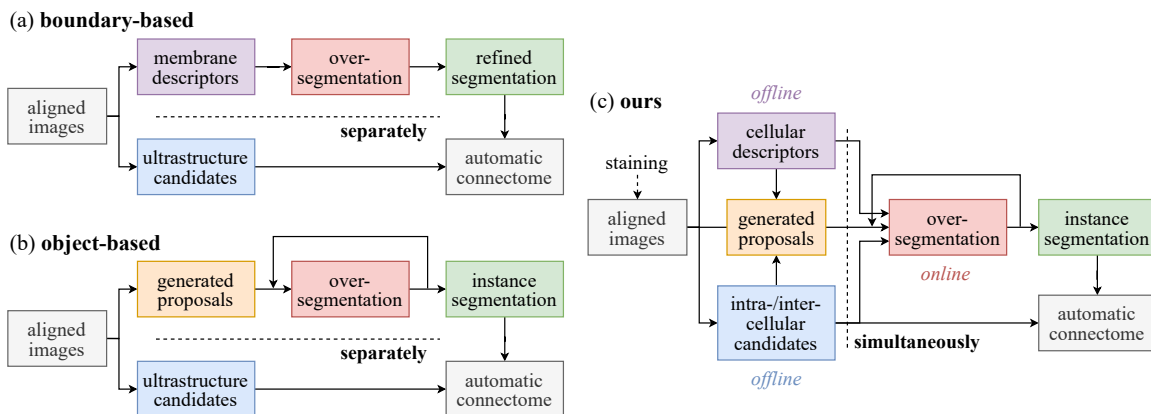 (a) boundary-based
aligned
images
membrane
descriptors
over-
segmentation
refined
segmentation
separately
ultrastructure
candidates
automatic
connectome
(b) object-based
aligned
images
generated
proposals
over-
segmentation
instance
segmentation
separately
ultrastructure
candidates
automatic
connectome
(c) ours
offline
cellular
descriptors
staining
aligned
images
generated
proposals
over-
segmentation
online
instance
segmentation
intra-/inter-
cellular
candidates
offline
simultaneously
automatic
connectome